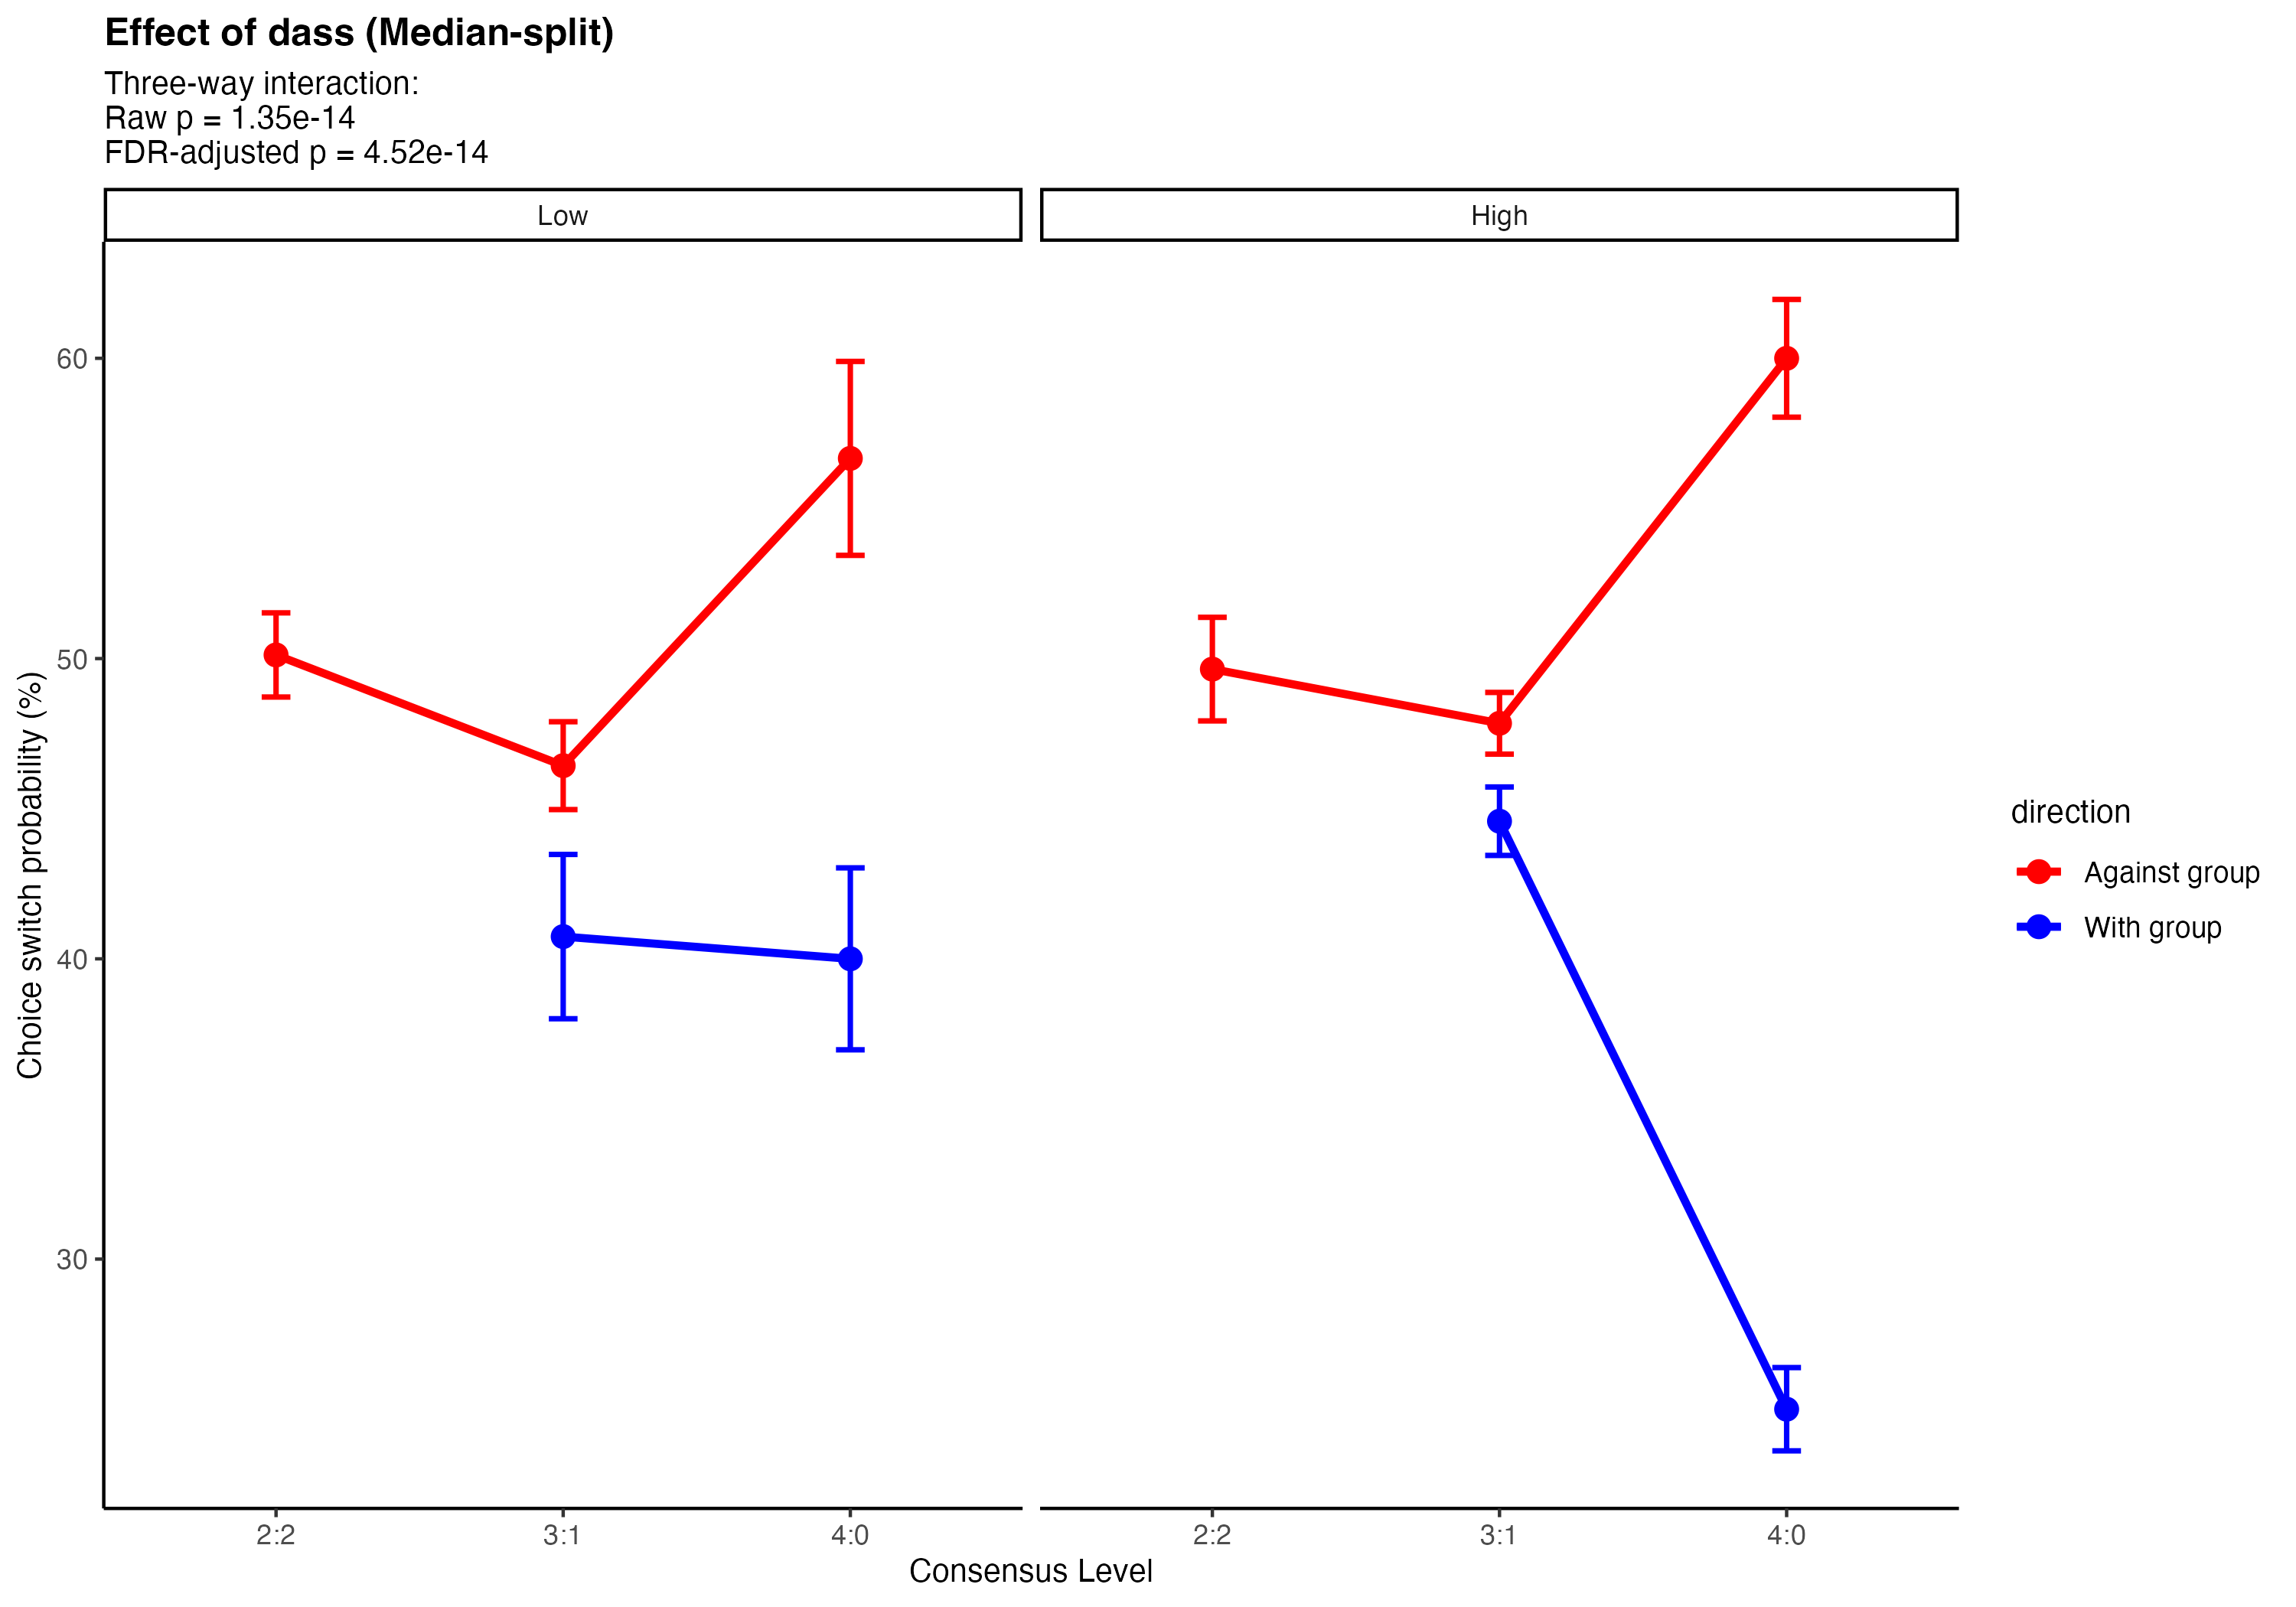 Effect of dass (Median-split)
Three-way interaction:
Raw p = 1.35e-14
FDR-adjusted p = 4.52e-14
Low
High
60
50
40
30
Choice switch probability (%)
2:2
3:1
4:0
2:2
3:1
4:0
Consensus Level
direction
Against group
With group